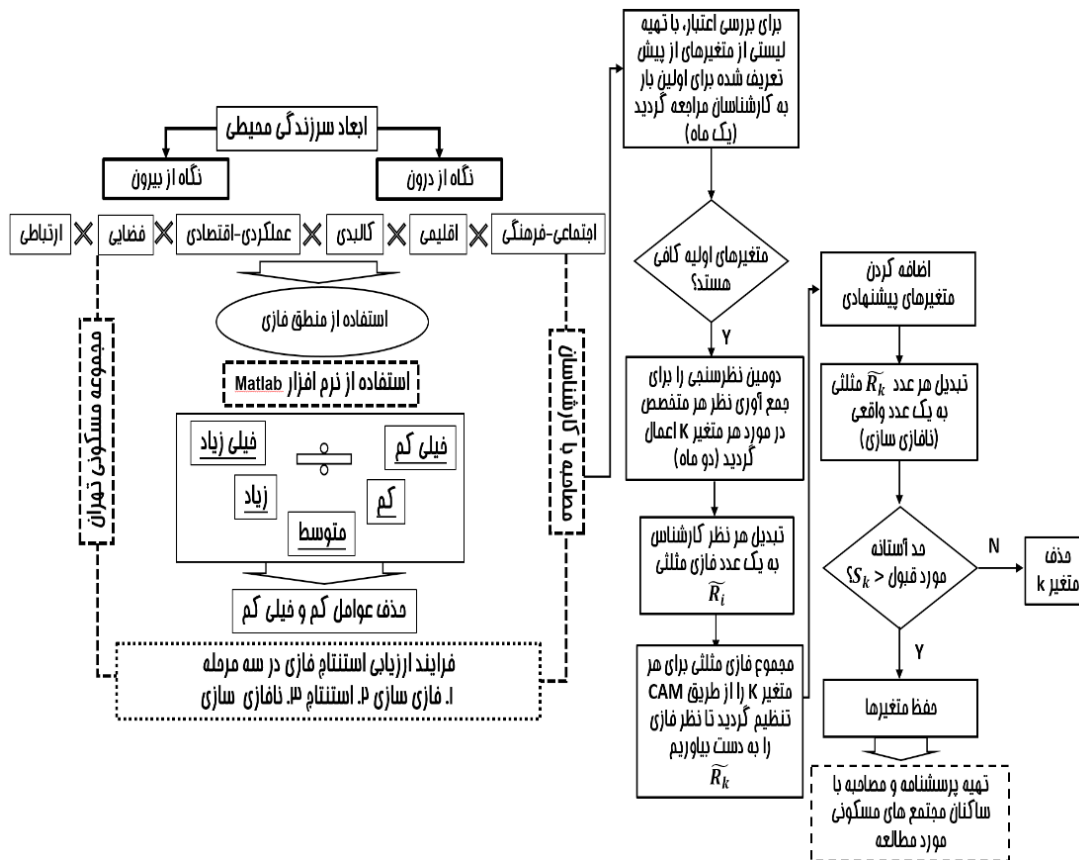 ابعاد سرزندگی محیطی
نگاه از درون
نگاه از بیرون
اجتماعی-فرهنگی
اقلیمی
کالبدی
عملکردی-اقتصادی
فضایی
ارتباطی
استفاده از منطق فازی
استفاده از نرم افزار Matlab
خیلی کم
خیلی زیاد
کم
زیاد
متوسط
حذف عوامل کم و خیلی کم
فرایند ارزیابی استنتاج فازی در سه مرحله
۱. فازی سازی ۲. استنتاج ۳. نافازی سازی
مجموعه مسکونی تهران
مصاحبه با کارشناسان
برای بررسی اعتبار، با تهیه
لیستی از متغیرهای از پیش
تعریف شده برای اولین بار
به کارشناسان مراجعه گردید
(یک ماه)
متغیرهای اولیه کافی
هستد؟
Y
دومین نظرسنجی را برای
جمع آوری نظر هر متخصص
در مورد هر متغیر K اعمال
گردید (دو ماه)
تبدیل هر نظر کارشناس
به یک عدد فازی مثلثی
R̃i
مجموع فازی مثلثی برای هر
متغیر K را از طریق CAM
تنظیم گردید تا نظر فازی
را به دست بیاوریم
R̃k
اضافه کردن
متغیرهای پیشنهادی
تبدیل هر عدد R̃k مثلثی
به یک عدد واقعی
(نافازی سازی)
حد آستانه
مورد قبول > Sk؟
N
حذف
متغیر k
Y
حفظ متغیرها
تهیه پرسشنامه و مصاحبه با
ساکنان مجتمع های مسکونی
مورد مطالعه